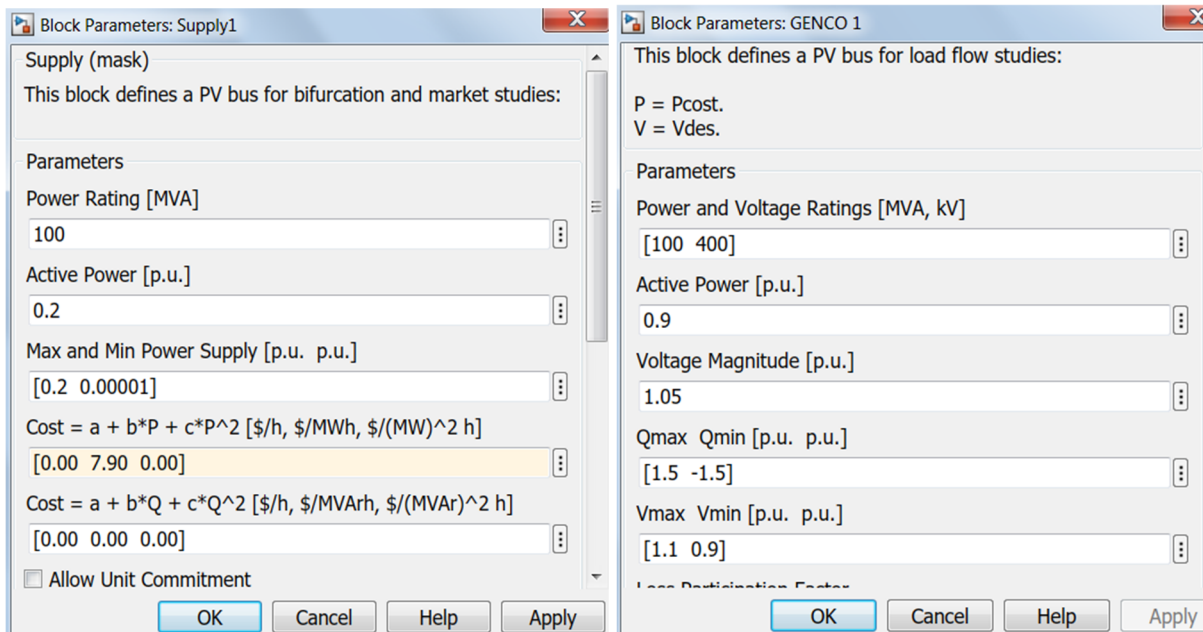 Block Parameters: Supply1
Supply (mask)
This block defines a PV bus for bifurcation and market studies:
Parameters
Power Rating [MVA]
100
Active Power [p.u.]
0.2
Max and Min Power Supply [p.u. p.u.]
[0.2 0.00001]
Cost = a + b*P + c*P^2 [$/h, $/MWh, $/(MW)^2 h]
[0.00 7.90 0.00]
Cost = a + b*Q + c*Q^2 [$/h, $/MVArh, $/(MVAr)^2 h]
[0.00 0.00 0.00]
Allow Unit Commitment
OK Cancel Help Apply
Block Parameters: GENCO 1
This block defines a PV bus for load flow studies:
P = Pcost.
V = Vdes.
Parameters
Power and Voltage Ratings [MVA, kV]
[100 400]
Active Power [p.u.]
0.9
Voltage Magnitude [p.u.]
1.05
Qmax Qmin [p.u. p.u.]
[1.5 -1.5]
Vmax Vmin [p.u. p.u.]
[1.1 0.9]
Loss Participation Factor
OK Cancel Help Apply